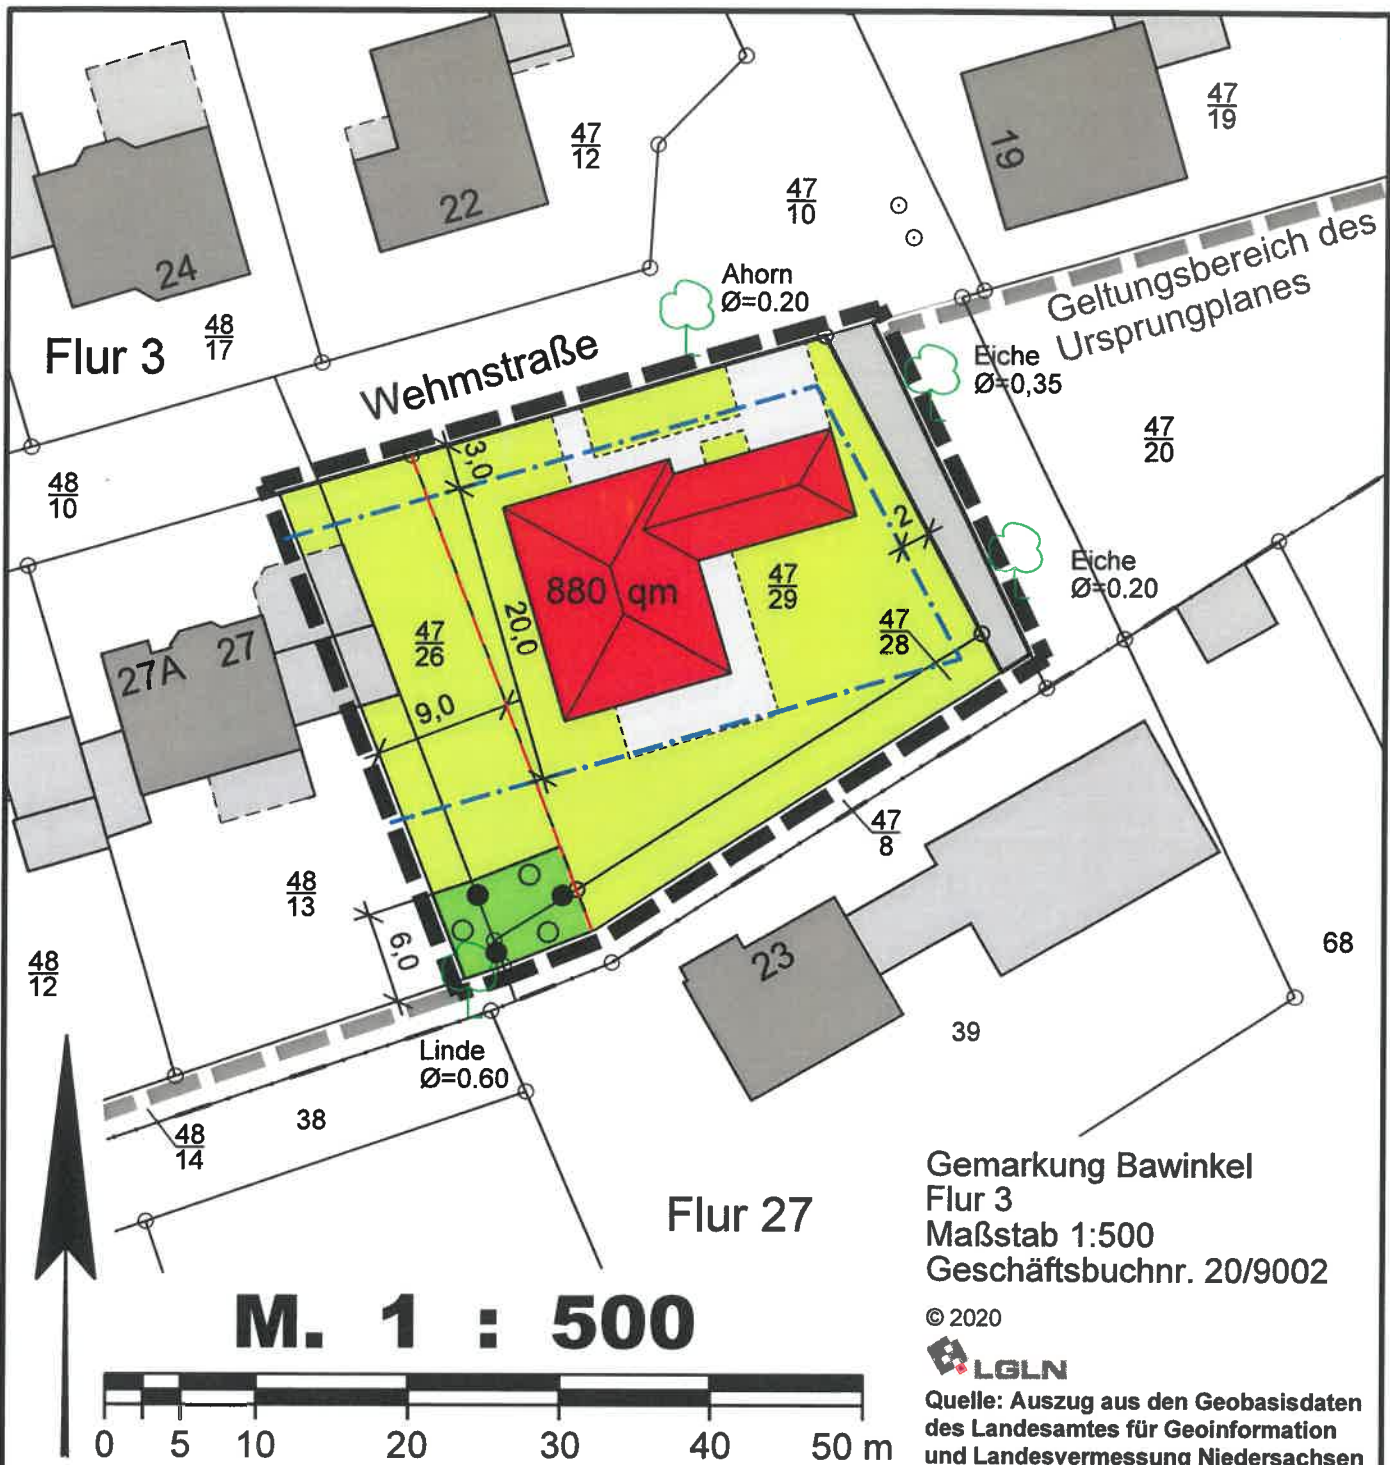 47
19
19
47
12
22
47
10
24
Geltungsbereich des
Ursprungplanes
Ahorn
Ø=0.20
48
17
Flur 3
Wehmstraße
Eiche
Ø=0,35
47
20
3,0
48
10
2
Eiche
Ø=0.20
880 qm
47
29
20,0
47
26
47
28
27A
27
9,0
47
8
48
13
6,0
23
68
48
12
39
Linde
Ø=0.60
38
48
14
Flur 27
Gemarkung Bawinkel
Flur 3
Maßstab 1:500
Geschäftsbuchnr. 20/9002
© 2020
LGLN
Quelle: Auszug aus den Geobasisdaten
des Landesamtes für Geoinformation
und Landesvermessung Niedersachsen
M. 1 : 500
0 5 10 20 30 40 50 m